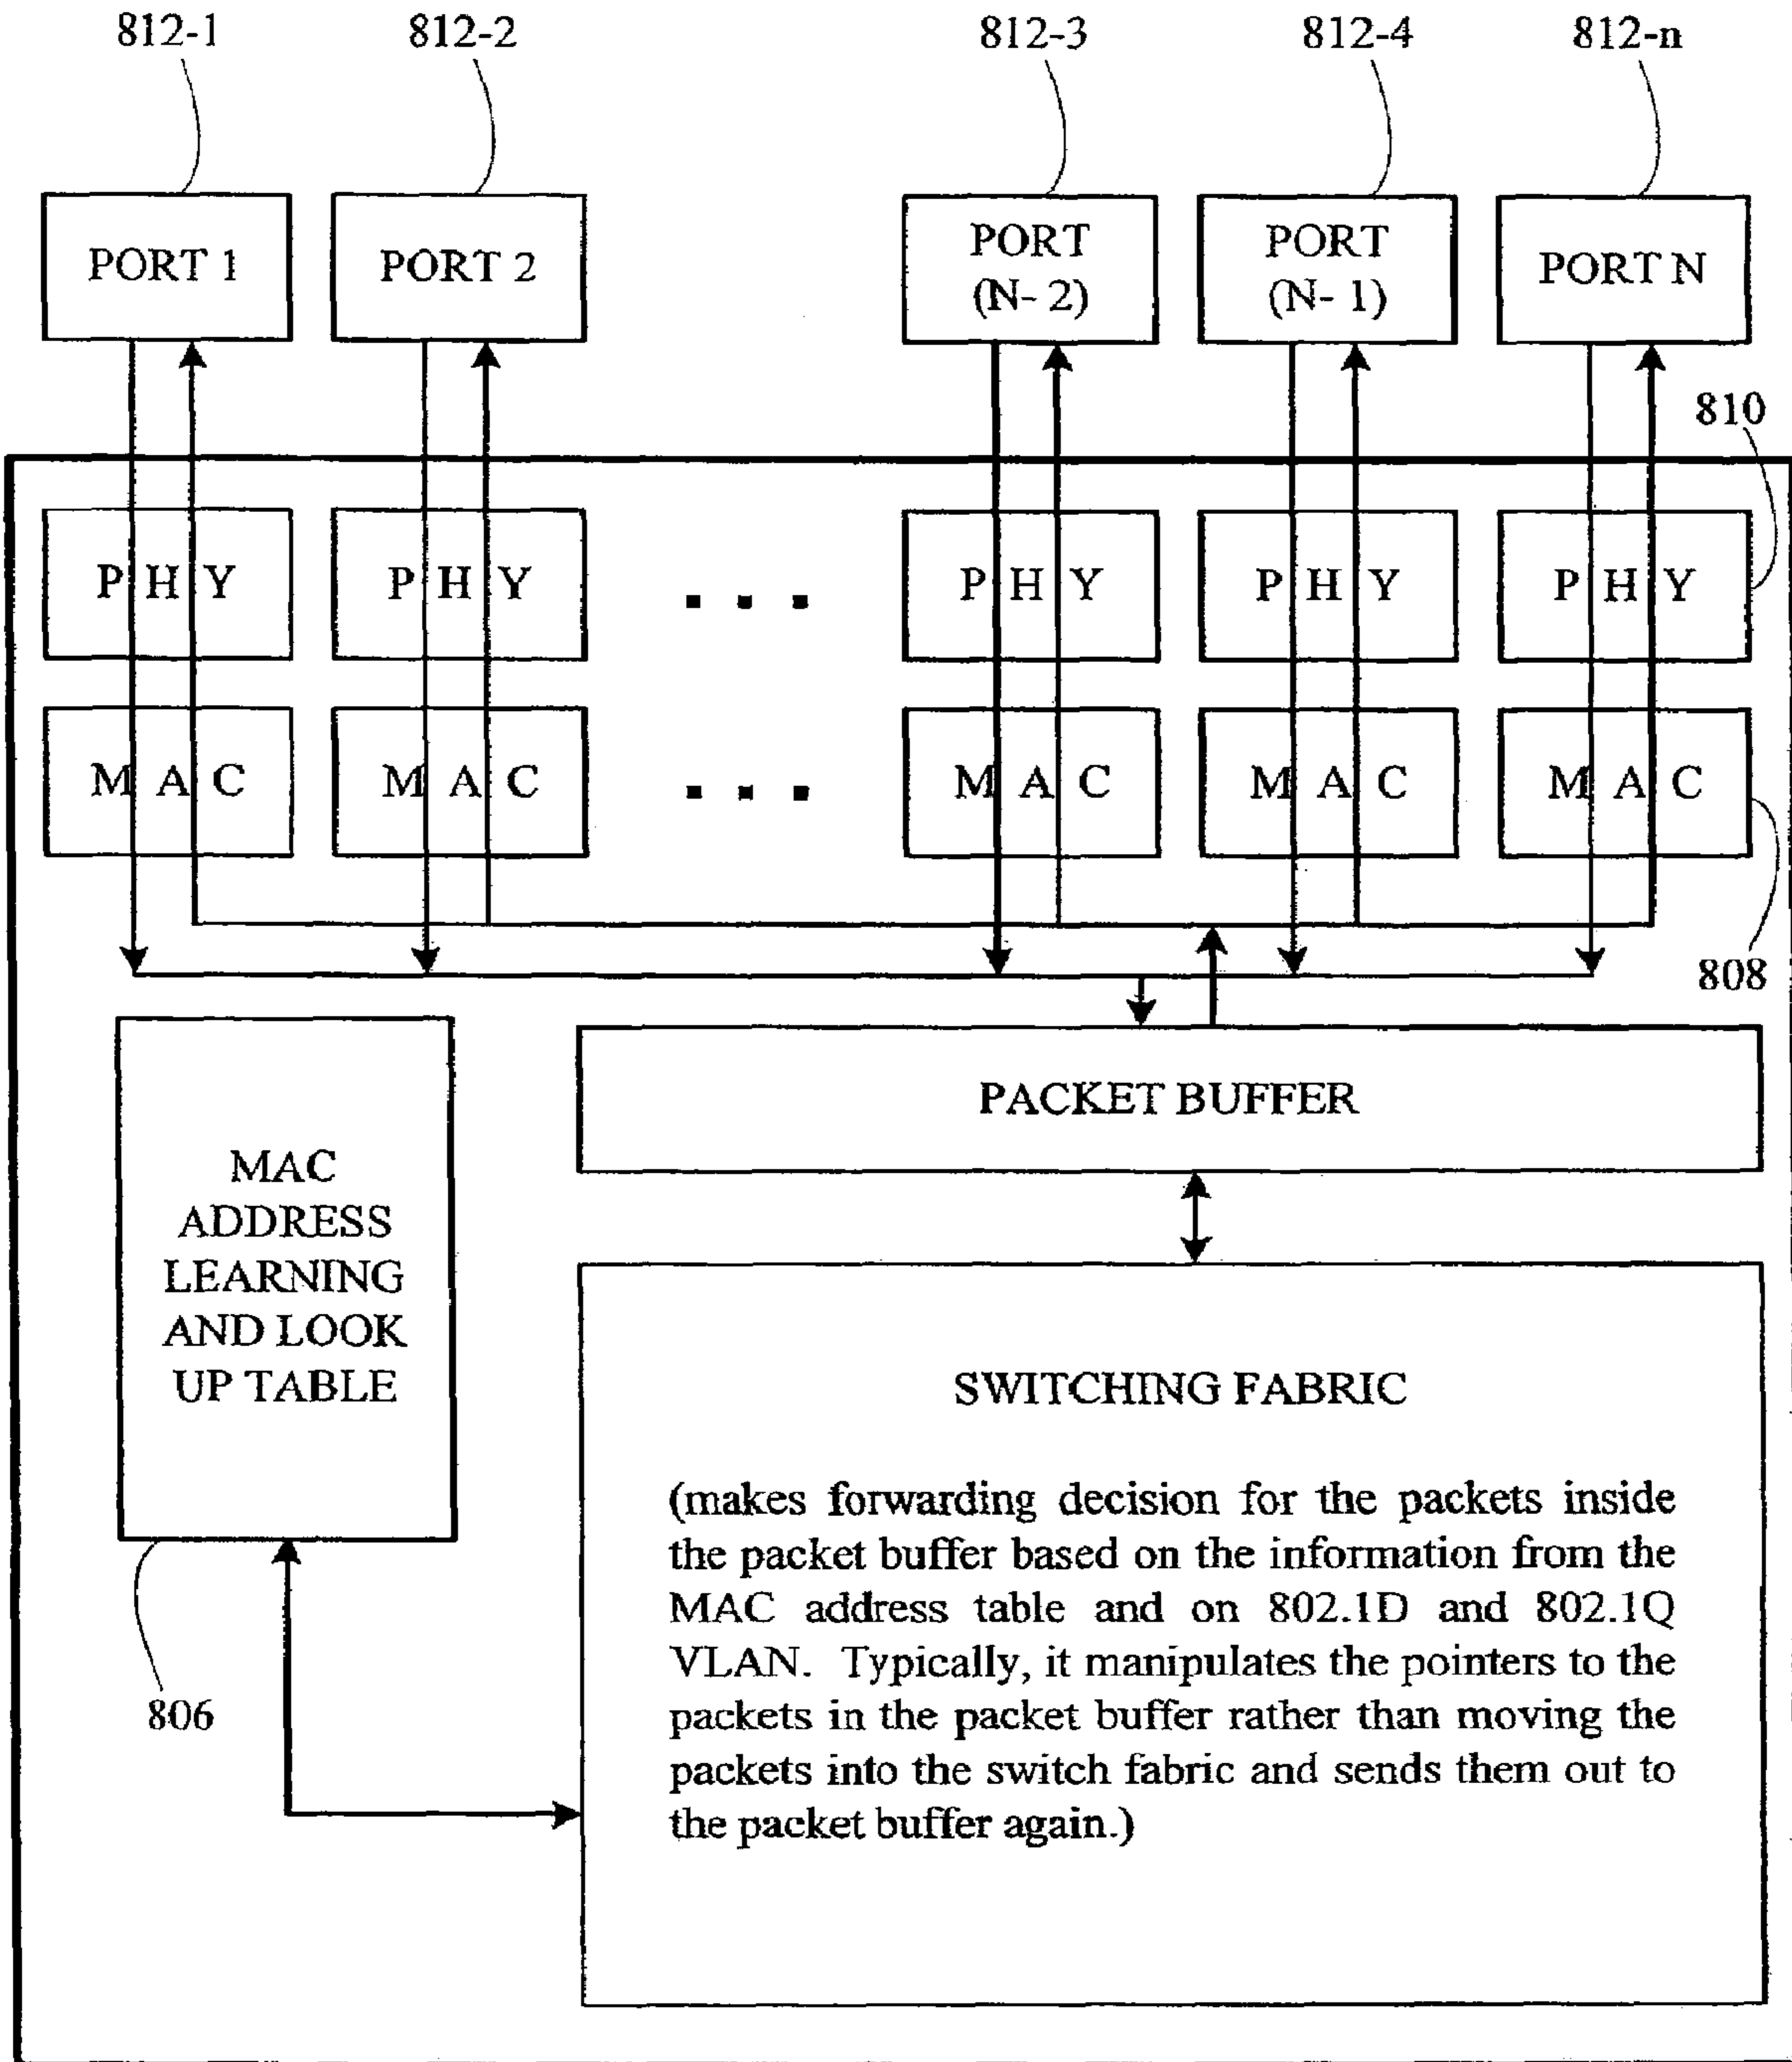 812-1 812-2 812-3 812-4 812-n
PORT 1 PORT 2 PORT (N- 2) PORT (N- 1) PORT N
810
P H Y P H Y P H Y P H Y P H Y
M A C M A C M A C M A C M A C
808
PACKET BUFFER
MAC
ADDRESS
LEARNING
AND LOOK
UP TABLE
806
SWITCHING FABRIC
(makes forwarding decision for the packets inside
the packet buffer based on the information from the
MAC address table and on 802.1D and 802.1Q
VLAN. Typically, it manipulates the pointers to the
packets in the packet buffer rather than moving the
packets into the switch fabric and sends them out to
the packet buffer again.)